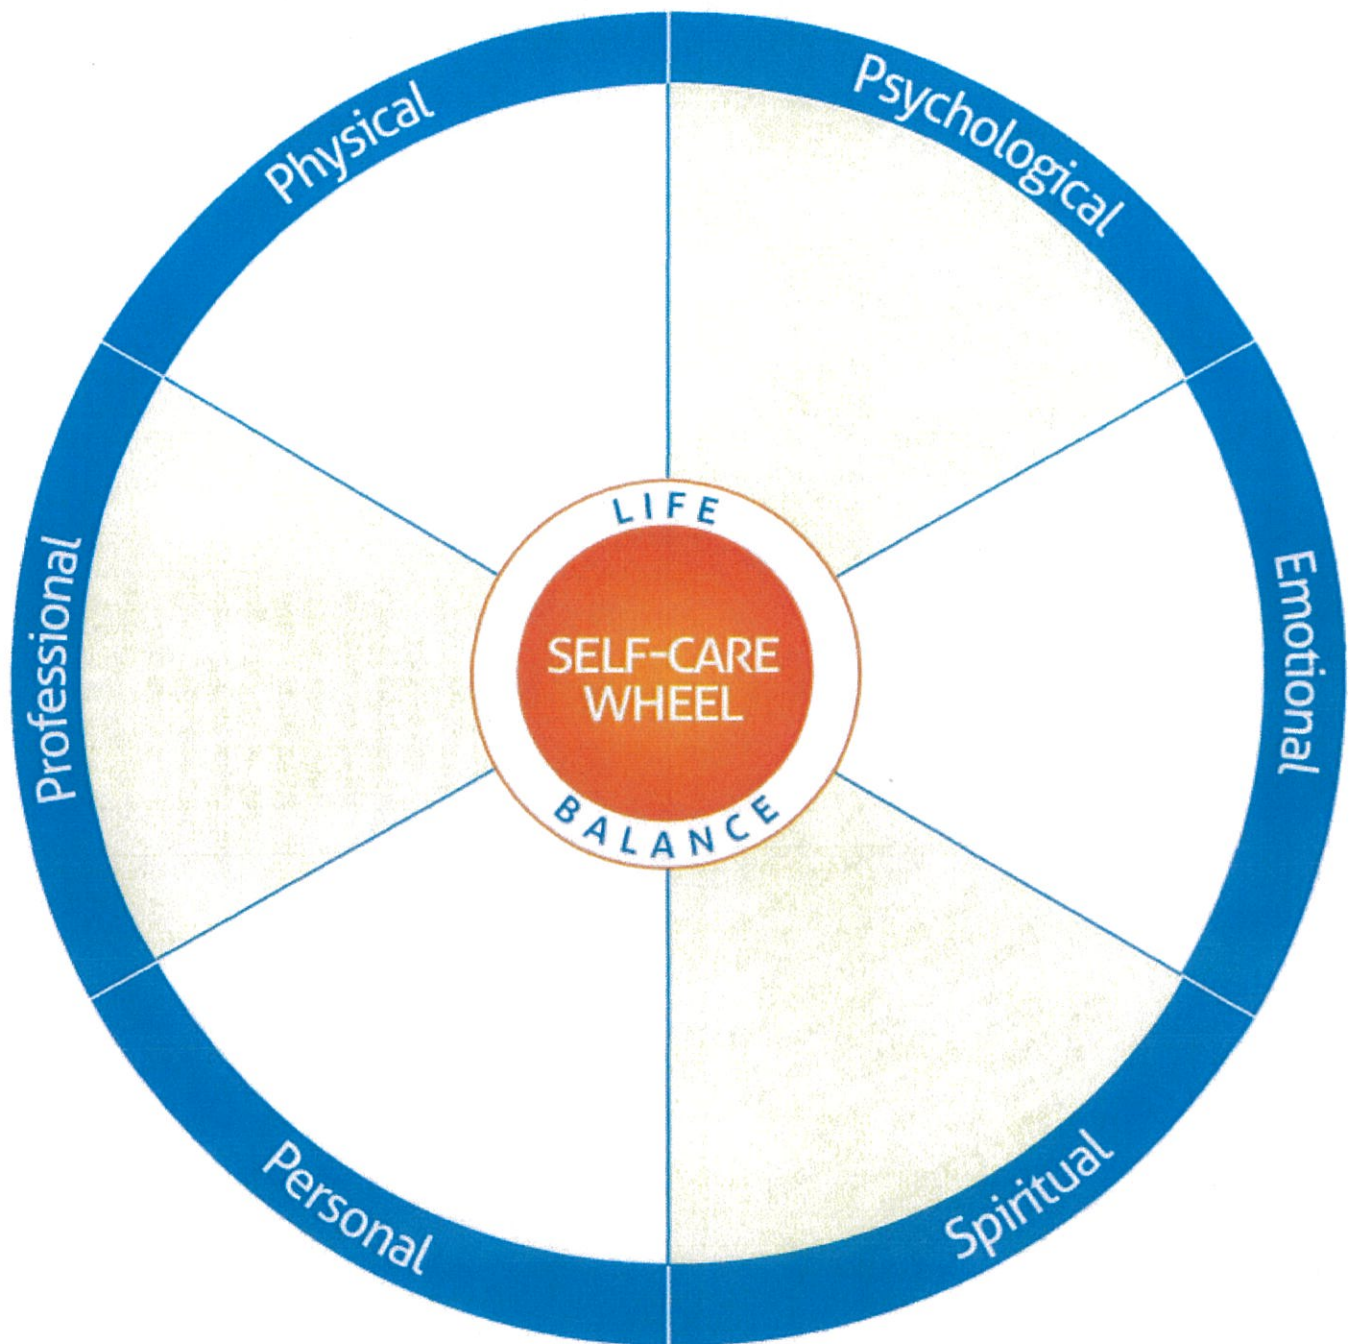 Physical
Psychological
Professional
Emotional
LIFE
SELF-CARE
WHEEL
BALANCE
Personal
Spiritual